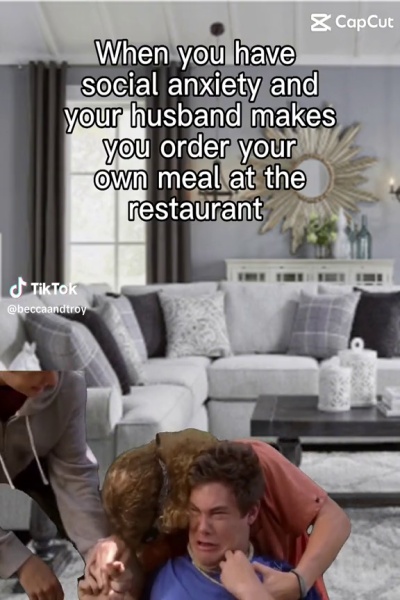 CapCut
When you have
social anxiety and
your husband makes
you order your
own meal at the
restaurant
TikTok
@beccaandtroy